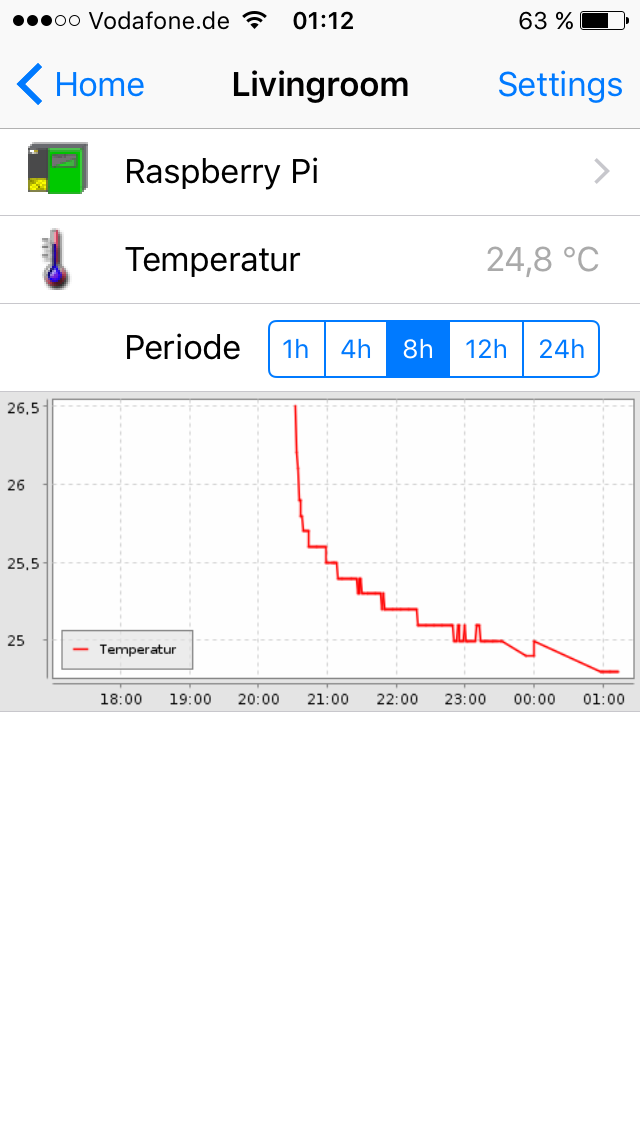 Vodafone.de 01:12 63 %
Home Livingroom Settings
Raspberry Pi
Temperatur 24,8 °C
Periode 1h 4h 8h 12h 24h
26,5
26
25,5
25
Temperatur
18:00 19:00 20:00 21:00 22:00 23:00 00:00 01:00